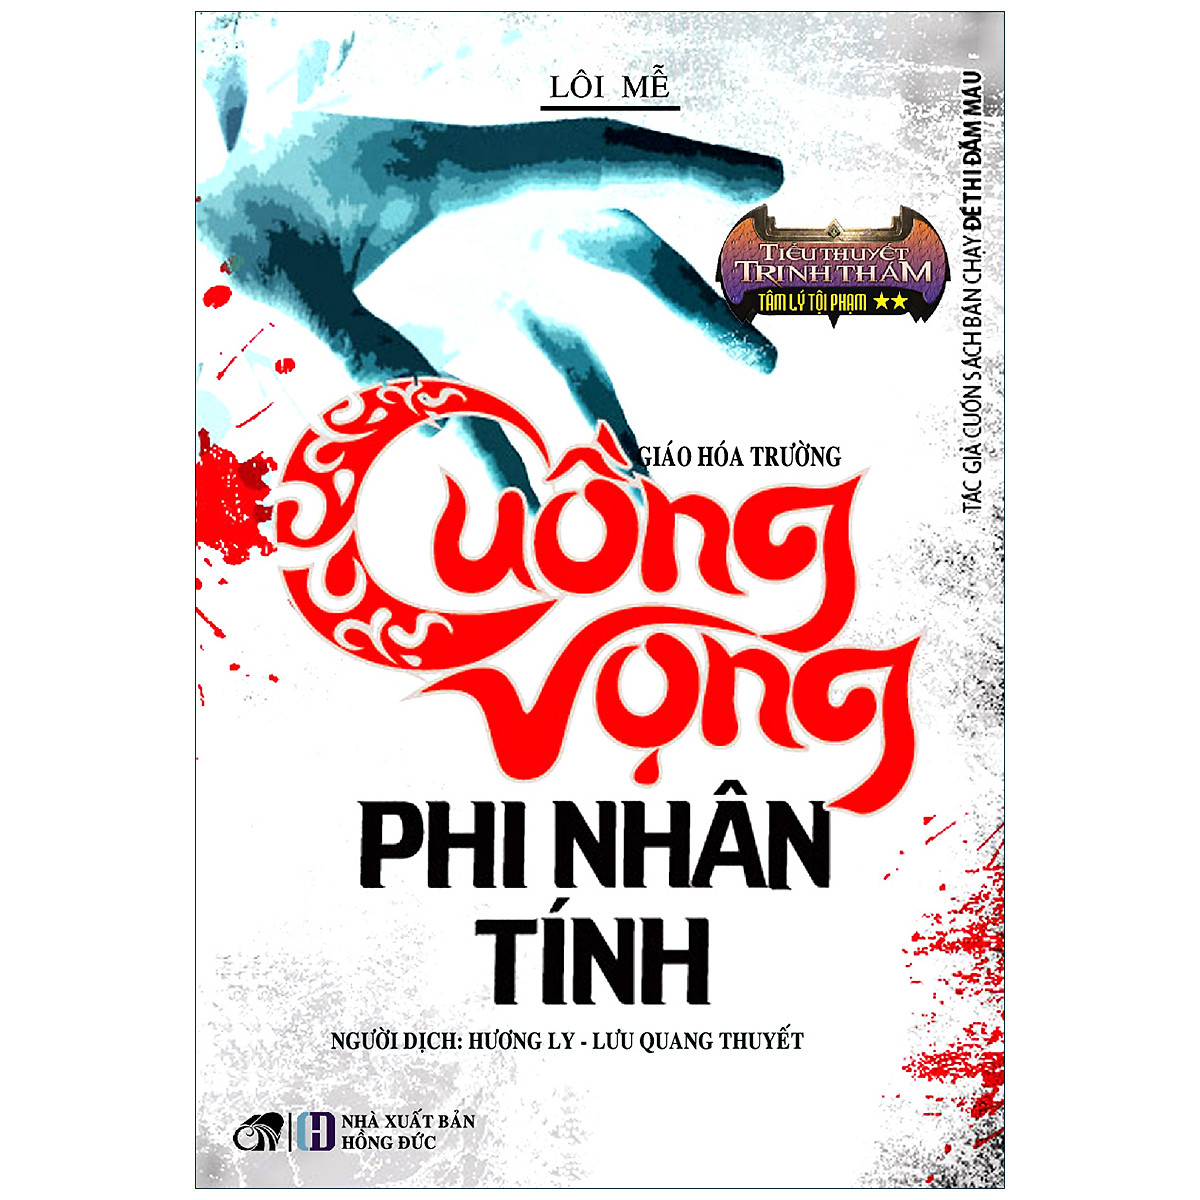 LÔI MỄ
TIỂU THUYẾT
TRINH THÁM
TÂM LÝ TỘI PHẠM ★★
TÁC GIẢ CUỐN SÁCH BÁN CHẠY ĐỀ THI ĐẪM MÁU
GIÁO HÓA TRƯỜNG
Cuồng
Vọng
PHI NHÂN
TÍNH
NGƯỜI DỊCH: HƯƠNG LY - LƯU QUANG THUYẾT
NHÀ XUẤT BẢN
HỒNG ĐỨC